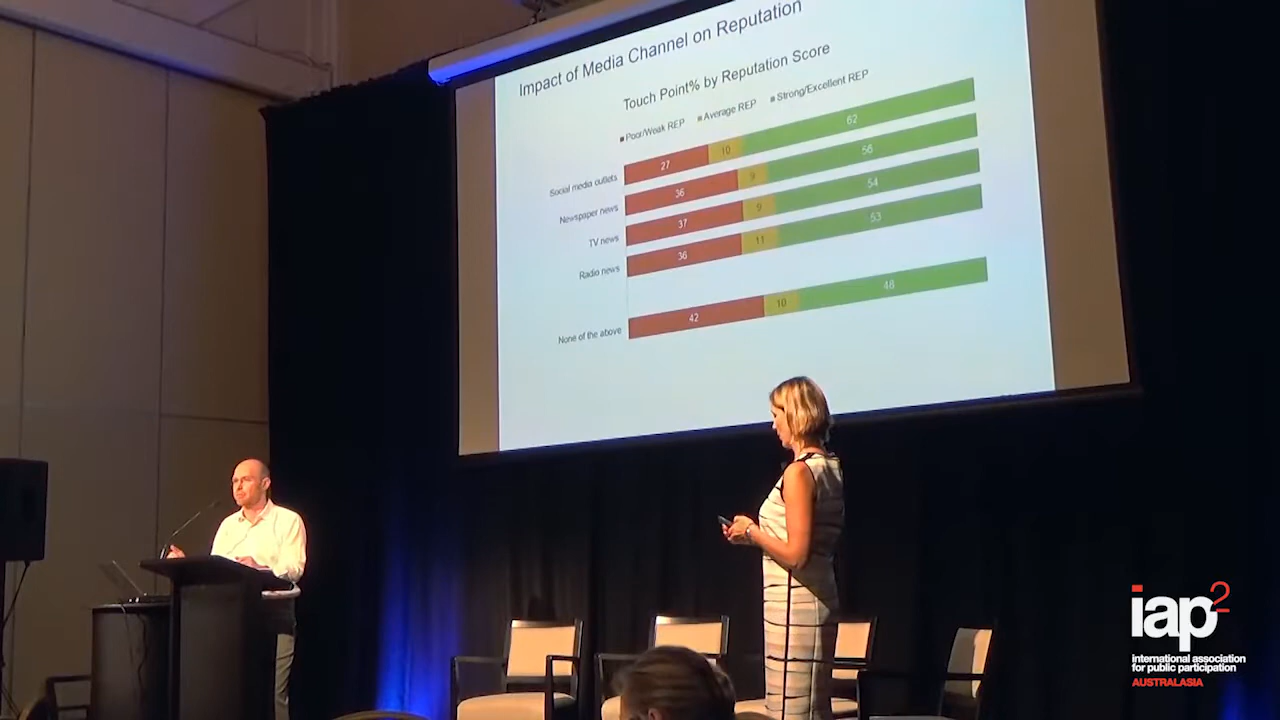 Impact of Media Channel on Reputation
Touch Point% by Reputation Score
Poor/Weak REP Average REP Strong/Excellent REP
Social media outlets 27 10 62
Newspaper news 36 9 56
TV news 37 9 54
Radio news 36 11 53
None of the above 42 10 48
iap2
international association
for public participation
AUSTRALASIA